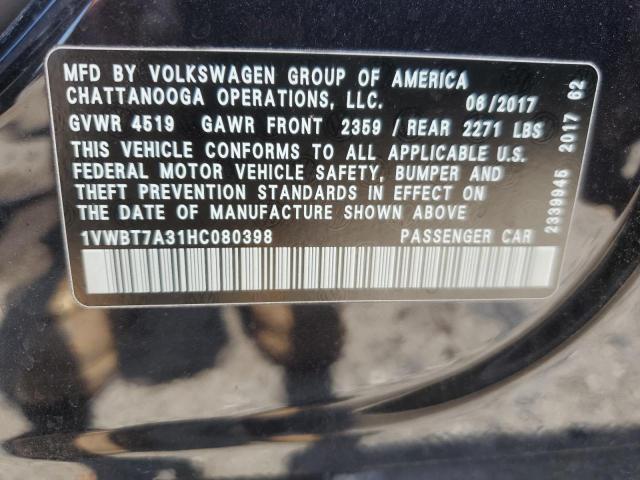 MFD BY VOLKSWAGEN GROUP OF AMERICA
CHATTANOOGA OPERATIONS, LLC. 06/2017
GVWR 4519 GAWR FRONT 2359 / REAR 2271 LBS
THIS VEHICLE CONFORMS TO ALL APPLICABLE U.S.
FEDERAL MOTOR VEHICLE SAFETY, BUMPER AND
THEFT PREVENTION STANDARDS IN EFFECT ON
THE DATE OF MANUFACTURE SHOWN ABOVE
1VWBT7A31HC080398 PASSENGER CAR
2339945 2017 62